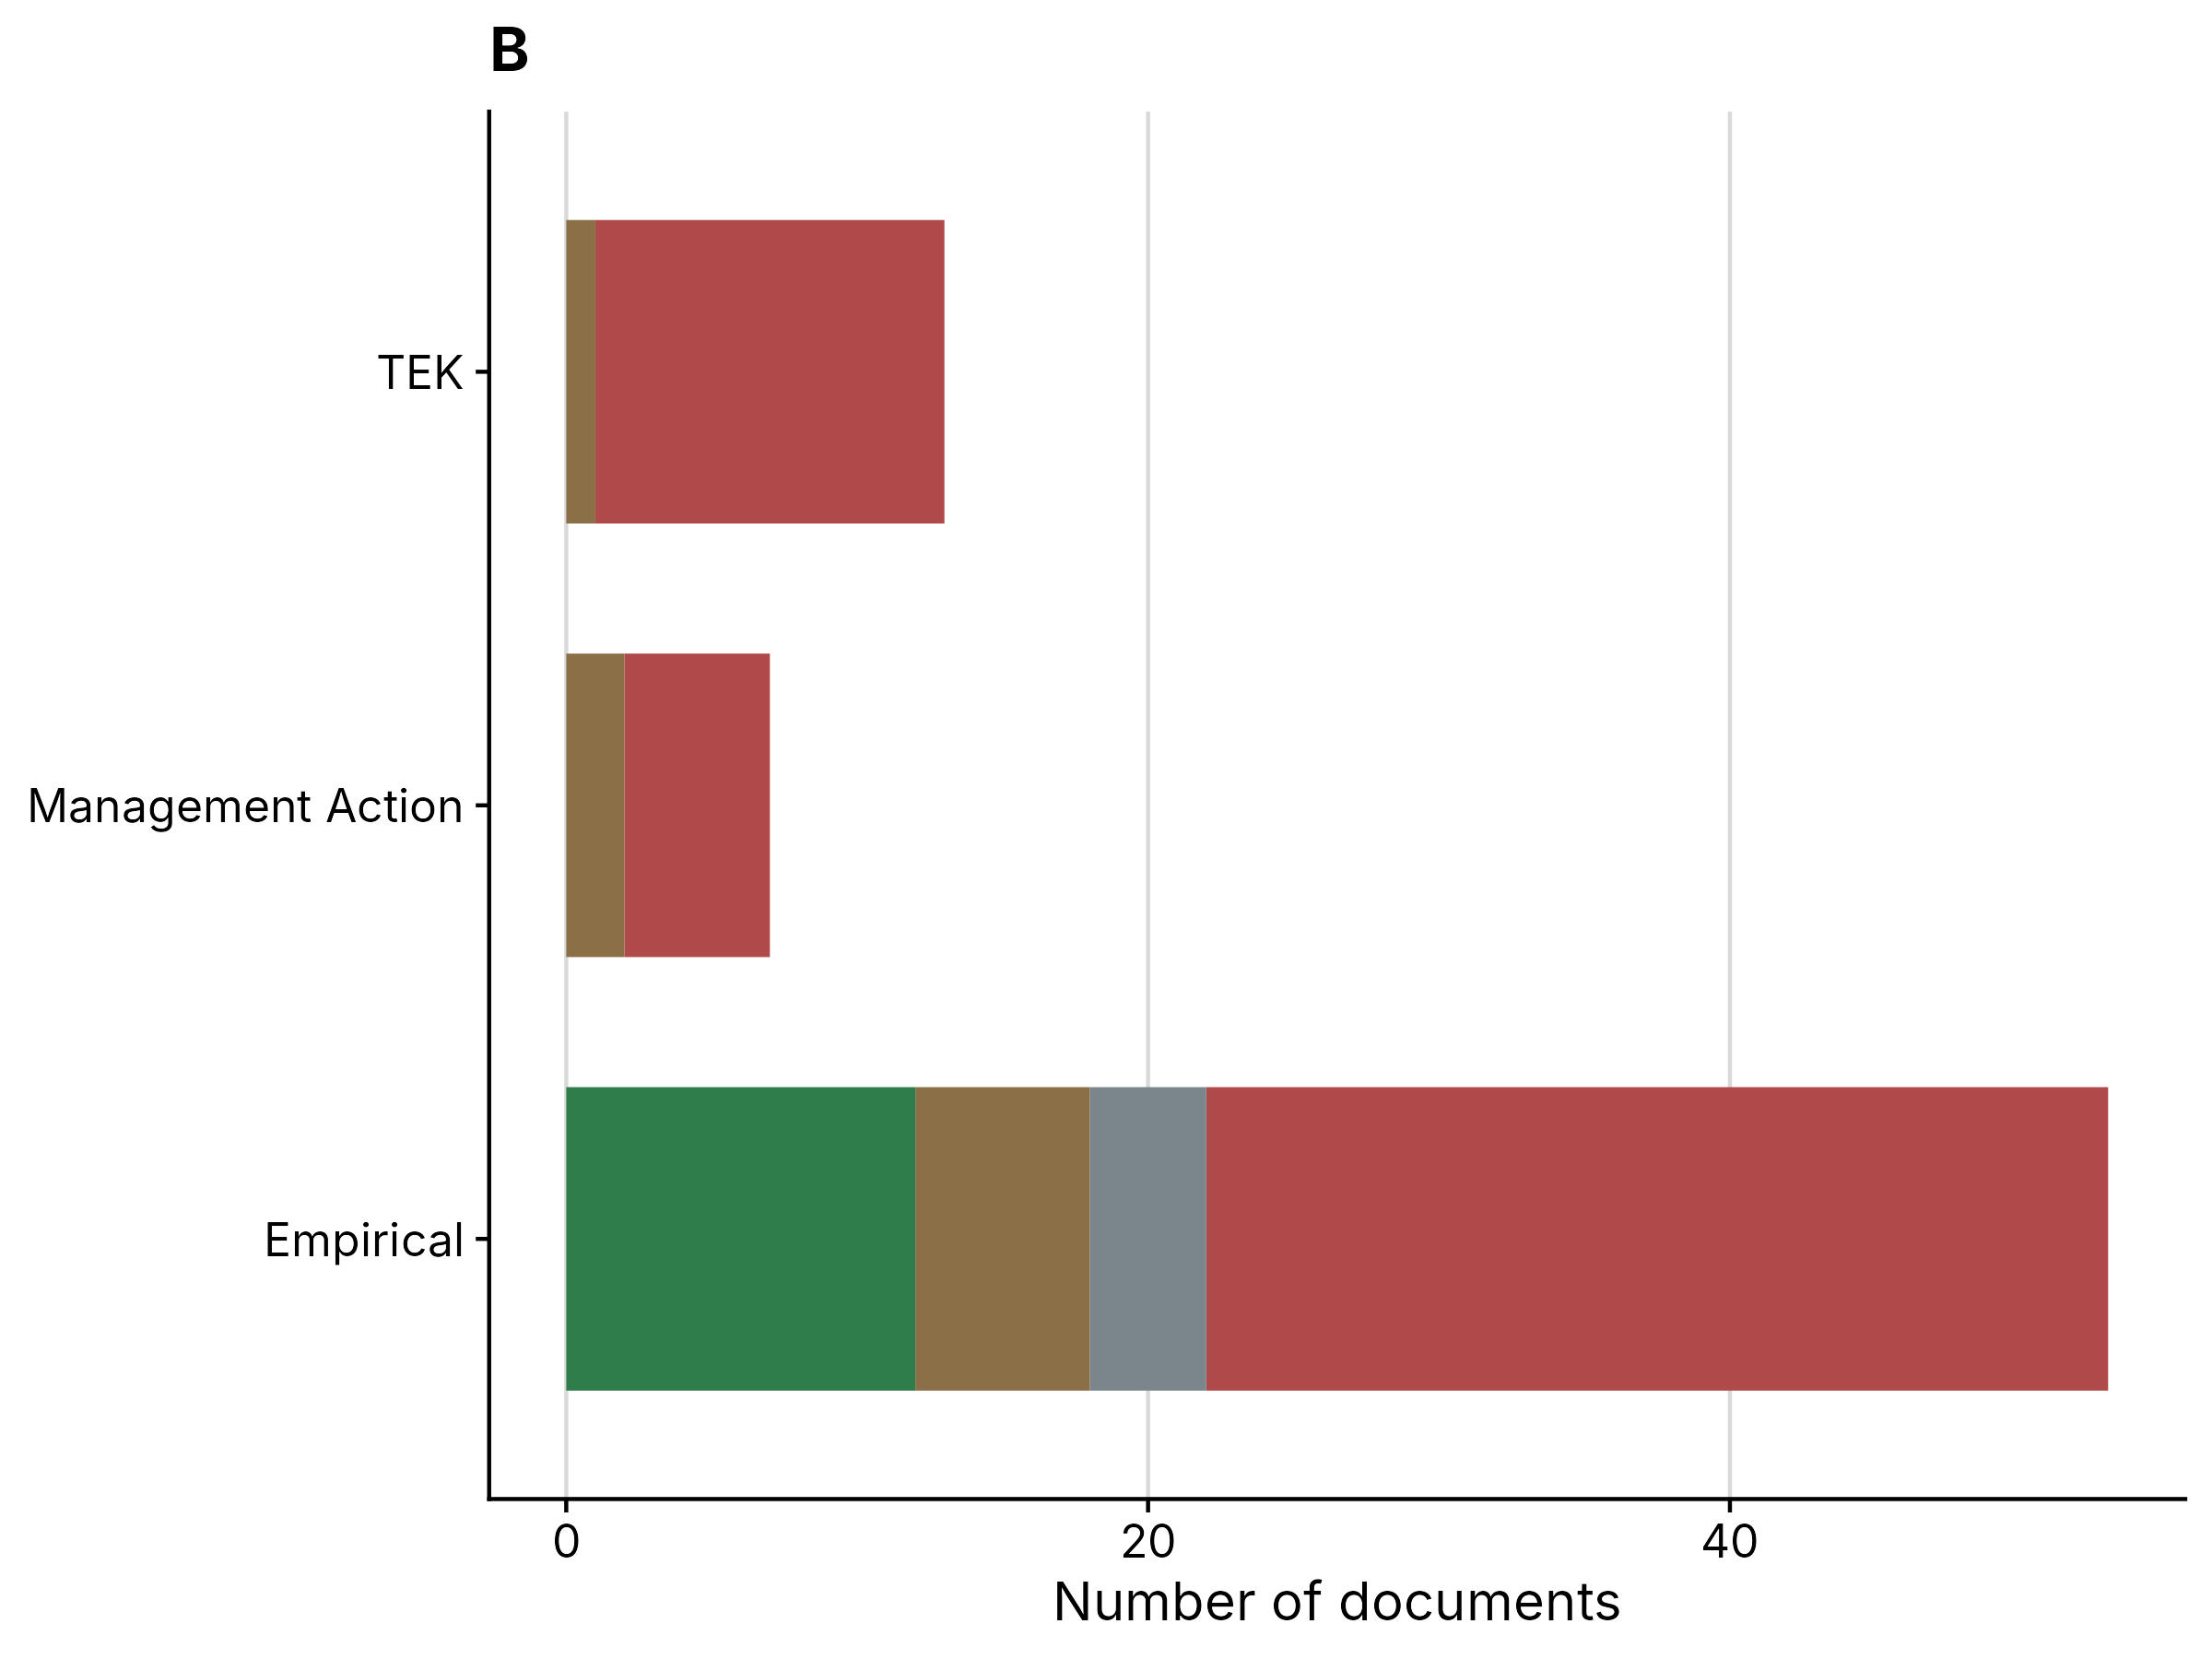 B
TEK
Management Action
Empirical
0 20 40
Number of documents